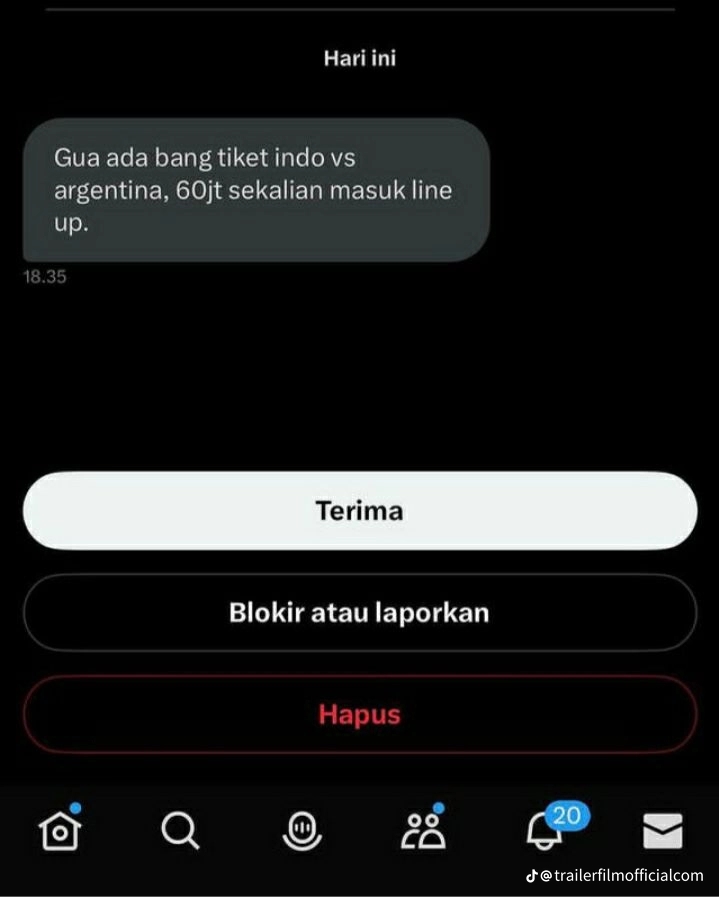 Hari ini
Gua ada bang tiket indo vs
argentina, 60jt sekalian masuk line
up.
18.35
Terima
Blokir atau laporkan
Hapus
20
@trailerfilmofficialcom